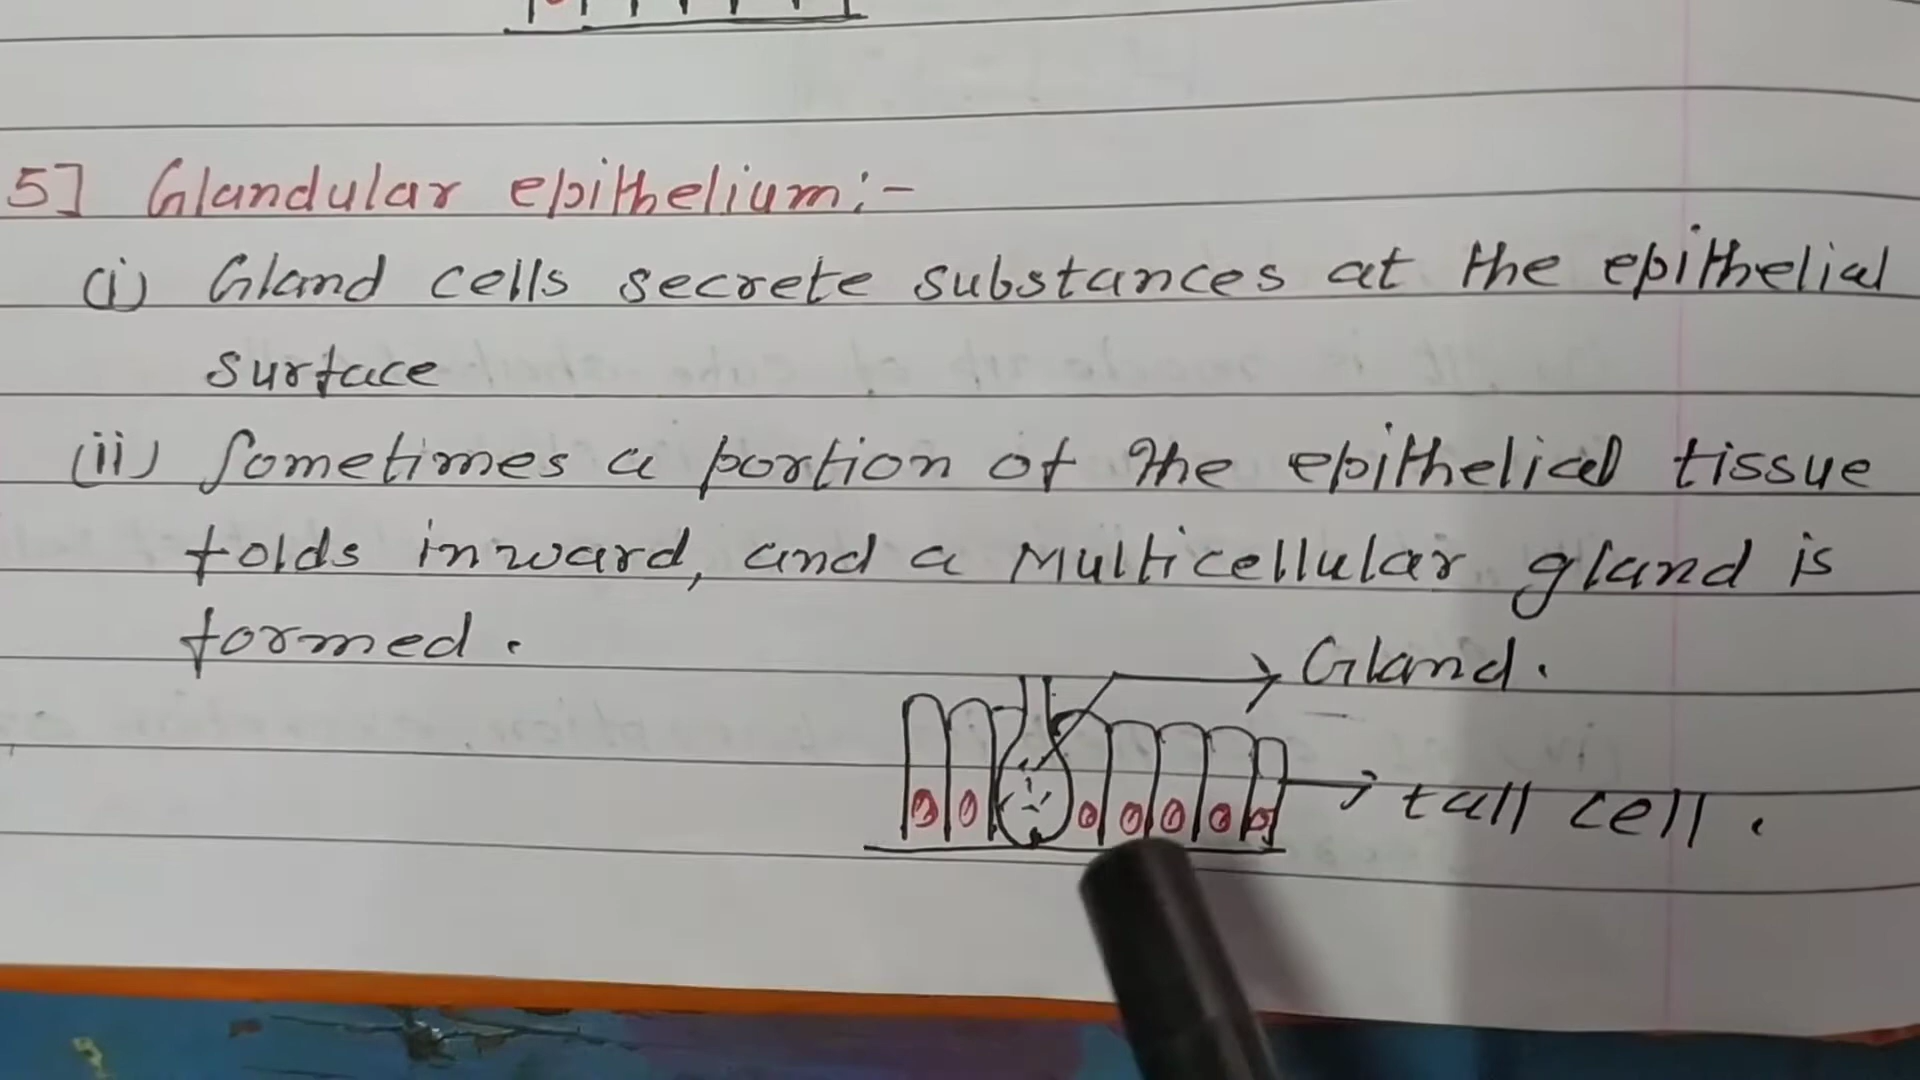 5] Glandular epithelium:-
(i) Gland cells secrete substances at the epithelial
surface
(ii) Sometimes a portion of the epithelial tissue
folds inward, and a Multicellular gland is
formed.
Gland.
tall cell.